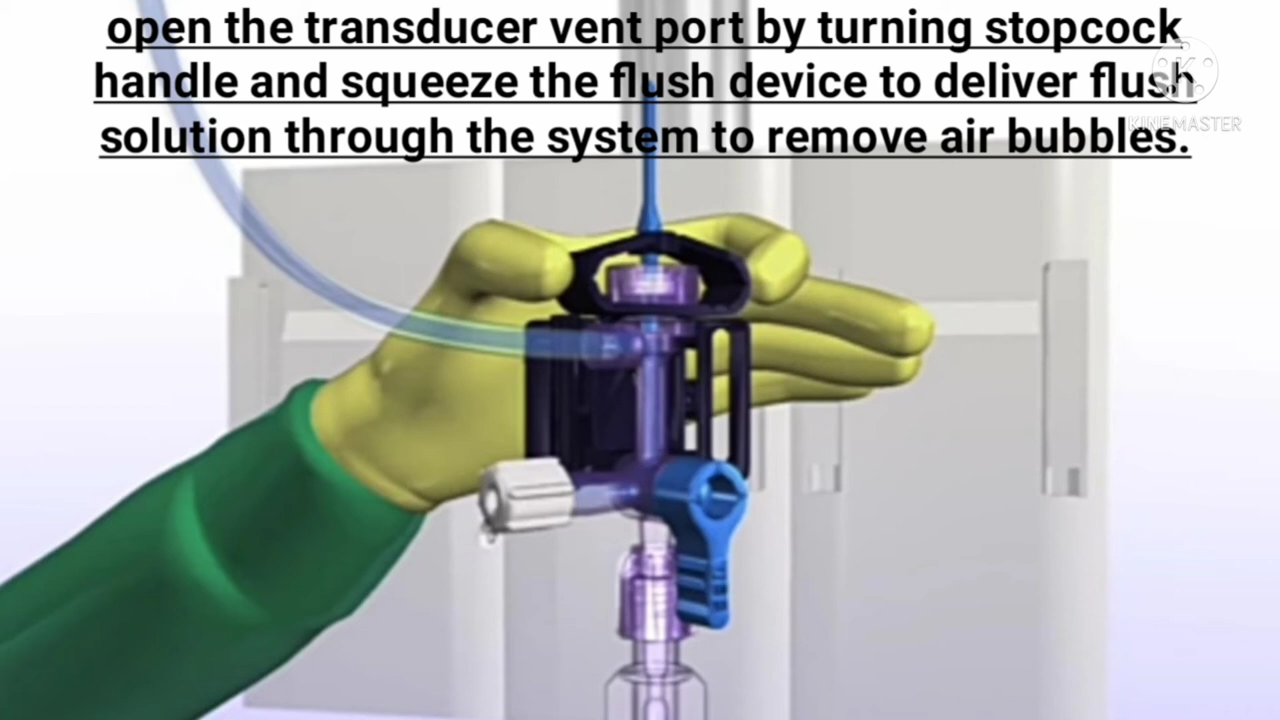 open the transducer vent port by turning stopcock
handle and squeeze the flush device to deliver flush
solution through the system to remove air bubbles.
KINEMASTER